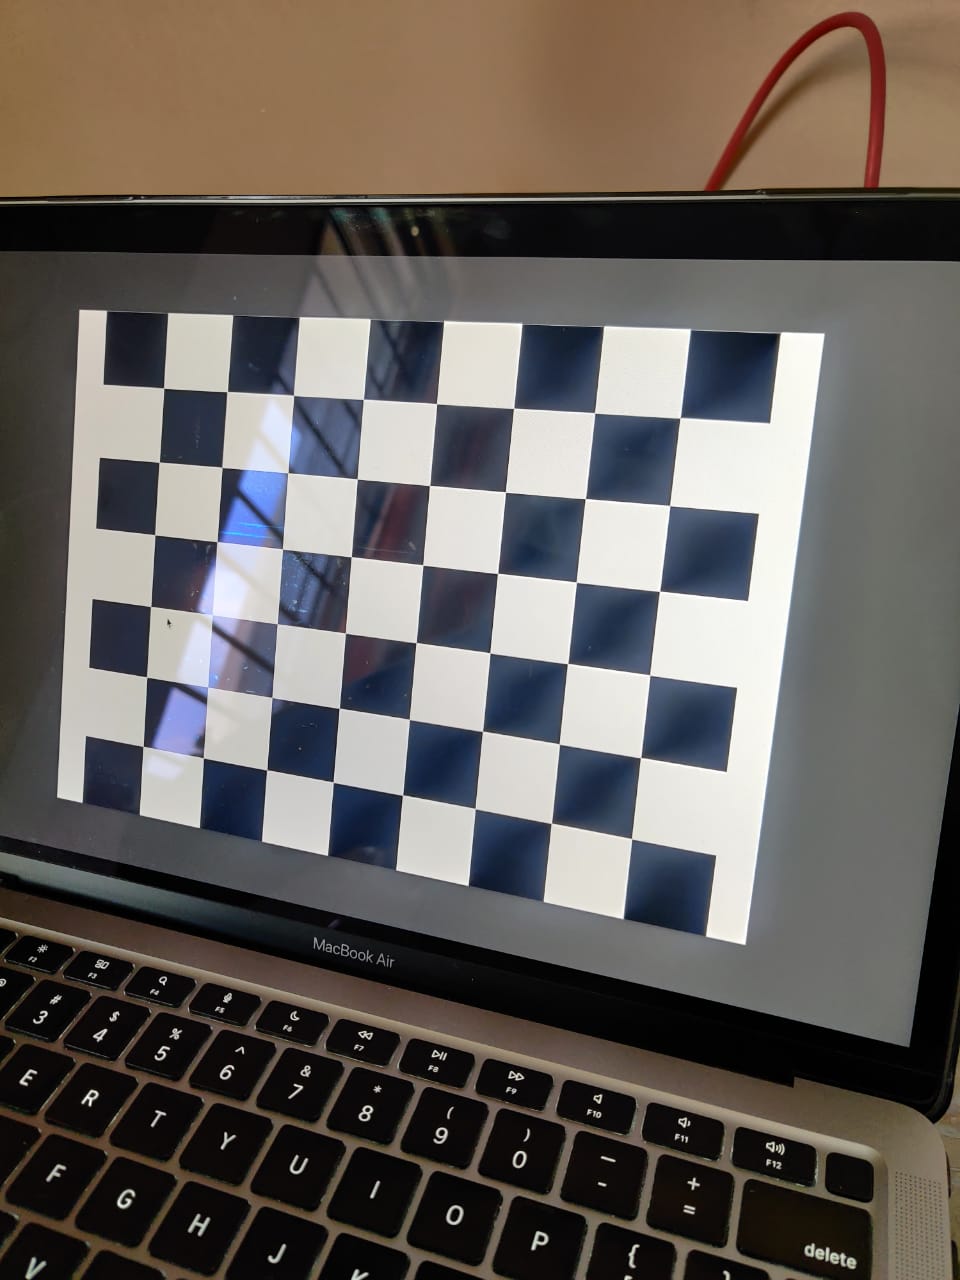 MacBook Air
F2
F3
F4
F5
F6
F7
F8
F9
F10
F11
F12
# 3
$ 4
% 5
^ 6
& 7
* 8
( 9
) 0
— -
+ =
delete
E
R
T
Y
U
I
O
P
{
F
G
H
J
K
V